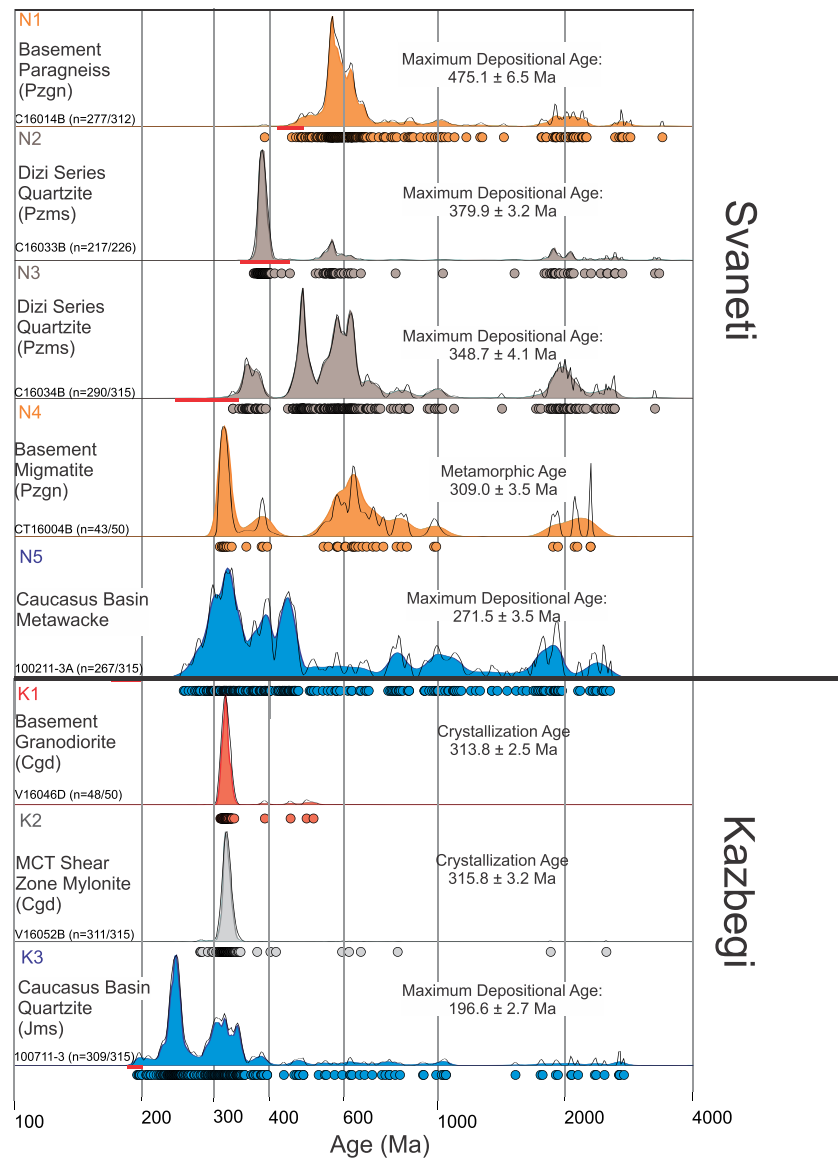 N1
Basement
Paragneiss
(Pzgn)
Maximum Depositional Age:
475.1 ± 6.5 Ma
C16014B (n=277/312)
N2
Dizi Series
Quartzite
(Pzms)
Maximum Depositional Age:
379.9 ± 3.2 Ma
C16033B (n=217/226)
N3
Dizi Series
Quartzite
(Pzms)
Maximum Depositional Age:
348.7 ± 4.1 Ma
C16034B (n=290/315)
N4
Basement
Migmatite
(Pzgn)
Metamorphic Age
309.0 ± 3.5 Ma
CT16004B (n=43/50)
N5
Caucasus Basin
Metawacke
Maximum Depositional Age:
271.5 ± 3.5 Ma
100211-3A (n=267/315)
Svaneti
K1
Basement
Granodiorite
(Cgd)
Crystallization Age
313.8 ± 2.5 Ma
V16046D (n=48/50)
K2
MCT Shear
Zone Mylonite
(Cgd)
Crystallization Age
315.8 ± 3.2 Ma
V16052B (n=311/315)
K3
Caucasus Basin
Quartzite
(Jms)
Maximum Depositional Age:
196.6 ± 2.7 Ma
100711-3 (n=309/315)
Kazbegi
100 200 300 400 600 1000 2000 4000
Age (Ma)